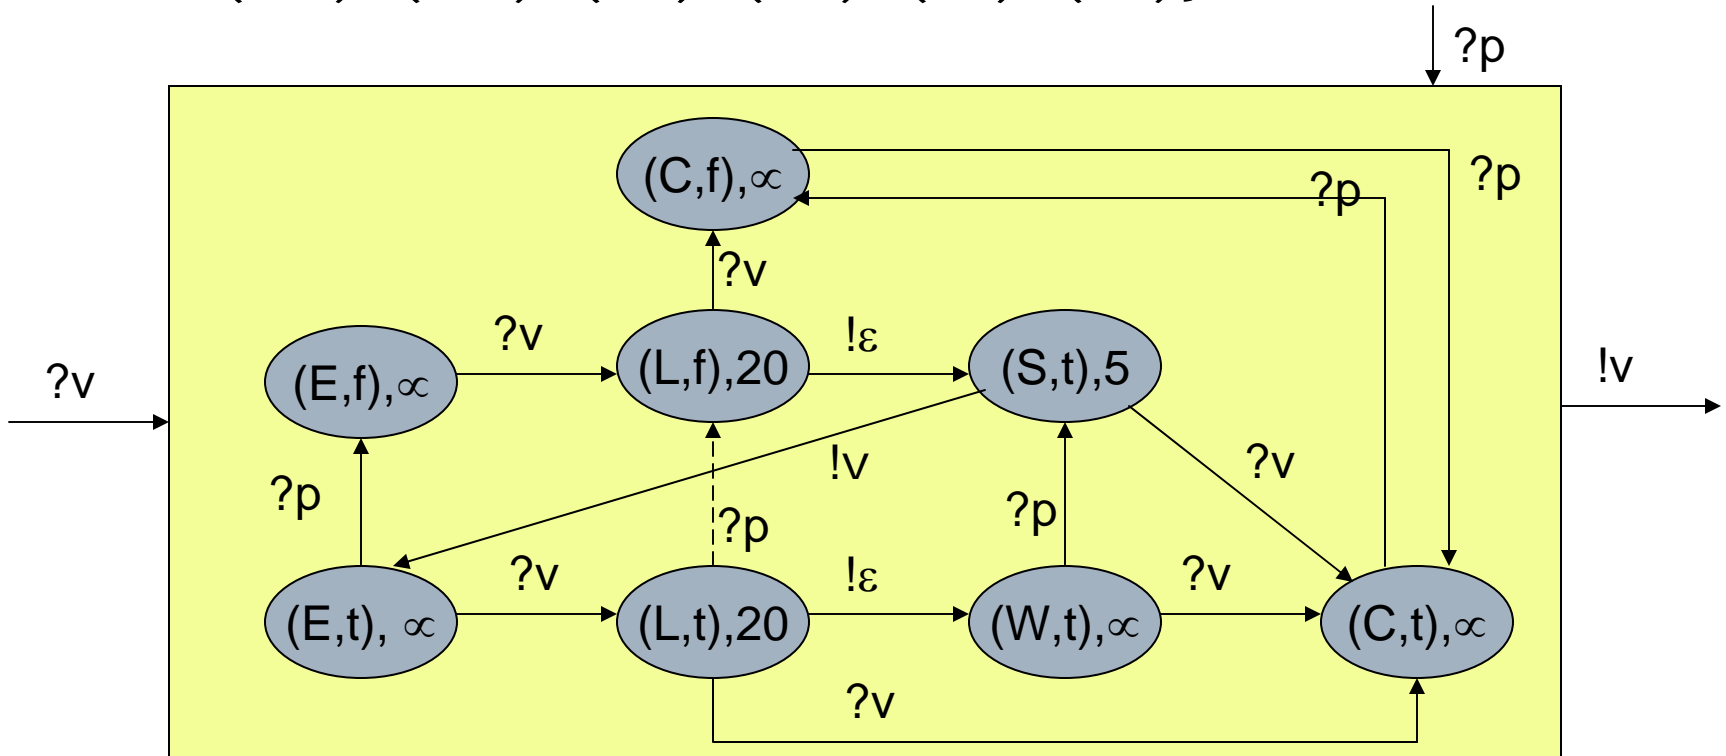 ?p
(C,f),∝
?p
?p
?v
?v
!ε
(E,f),∝
(L,f),20
(S,t),5
?v
!v
?p
!v
?p
?p
?v
?v
!ε
?v
(E,t), ∝
(L,t),20
(W,t),∝
(C,t),∝
?v